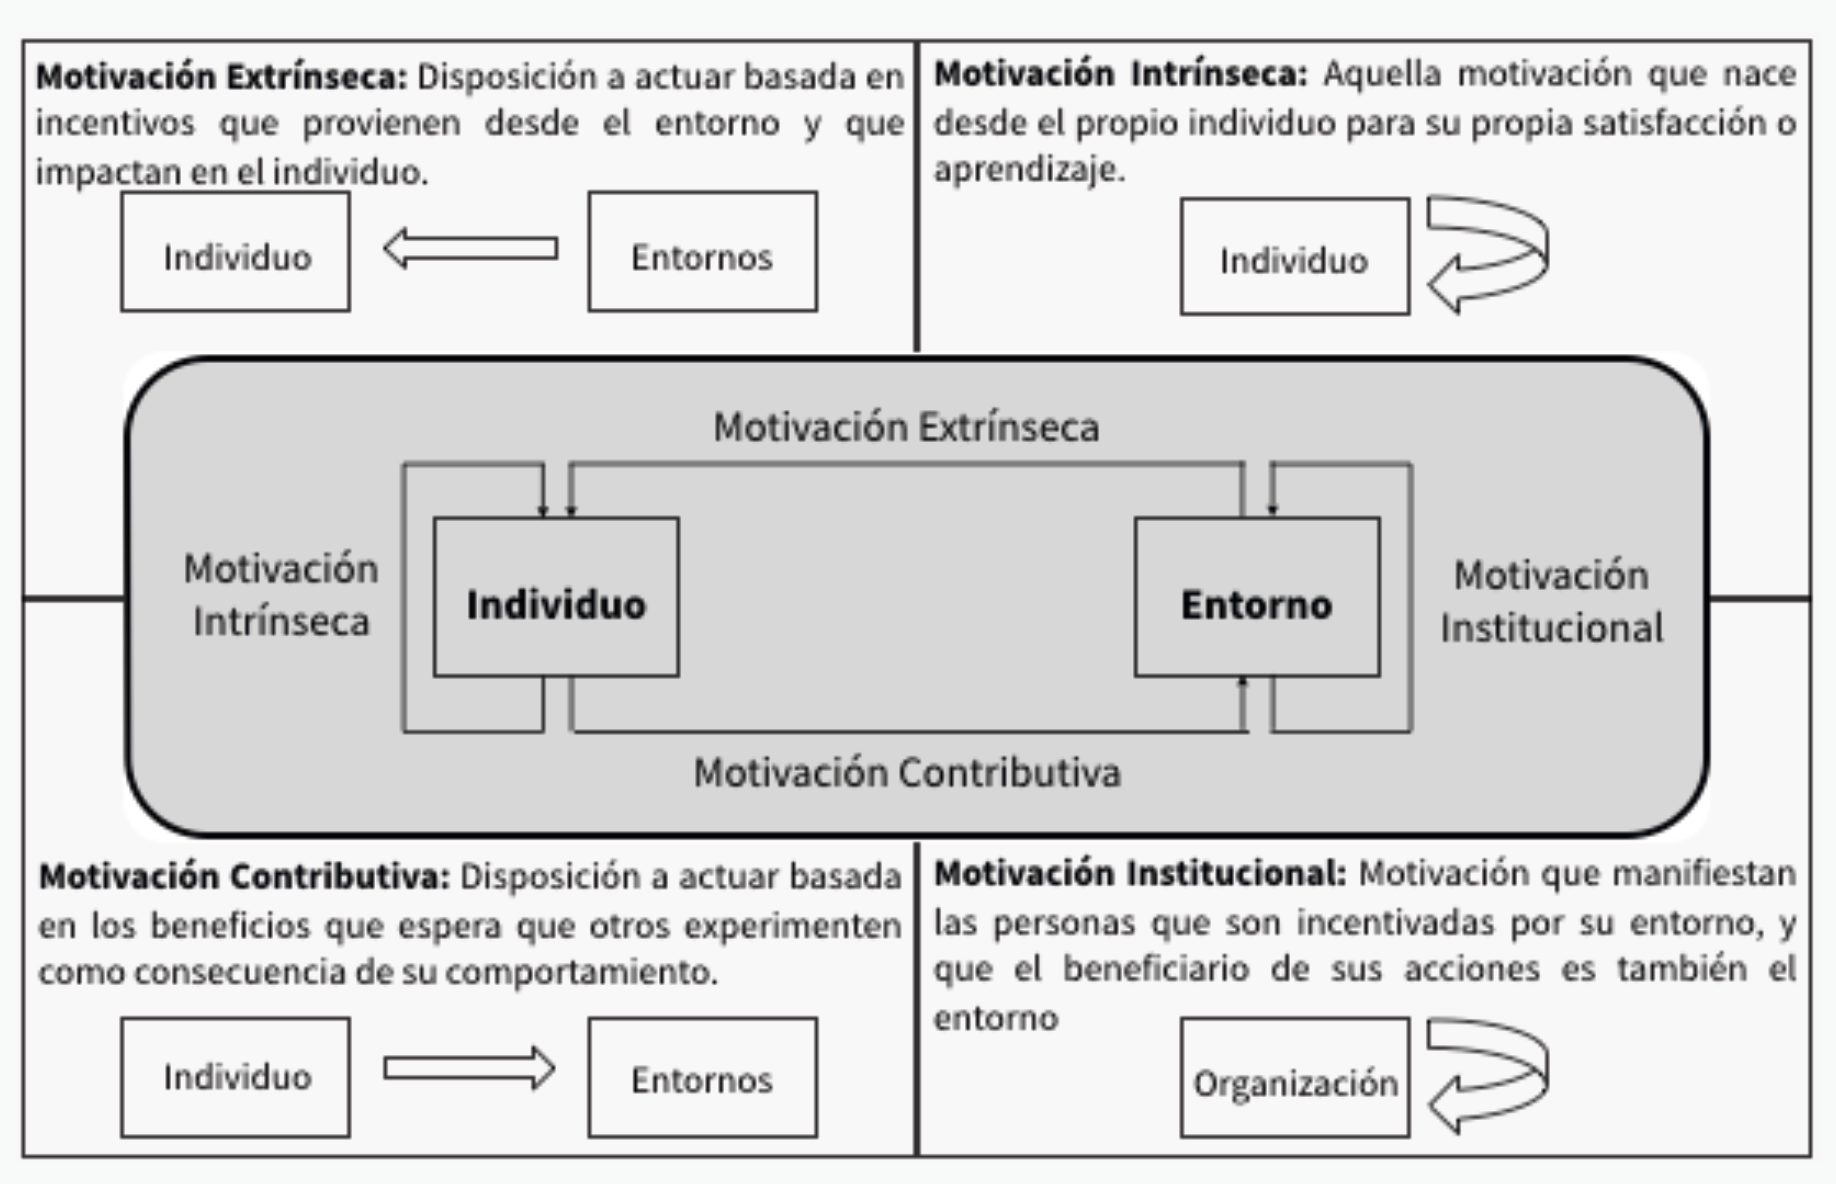 Motivación Extrínseca: Disposición a actuar basada en
incentivos que provienen desde el entorno y que
impactan en el individuo.
Individuo
Entornos
Motivación Intrínseca: Aquella motivación que nace
desde el propio individuo para su propia satisfacción o
aprendizaje.
Individuo
Motivación Extrínseca
Motivación
Intrínseca
Individuo
Entorno
Motivación
Institucional
Motivación Contributiva
Motivación Contributiva: Disposición a actuar basada
en los beneficios que espera que otros experimenten
como consecuencia de su comportamiento.
Individuo
Entornos
Motivación Institucional: Motivación que manifiestan
las personas que son incentivadas por su entorno, y
que el beneficiario de sus acciones es también el
entorno
Organización